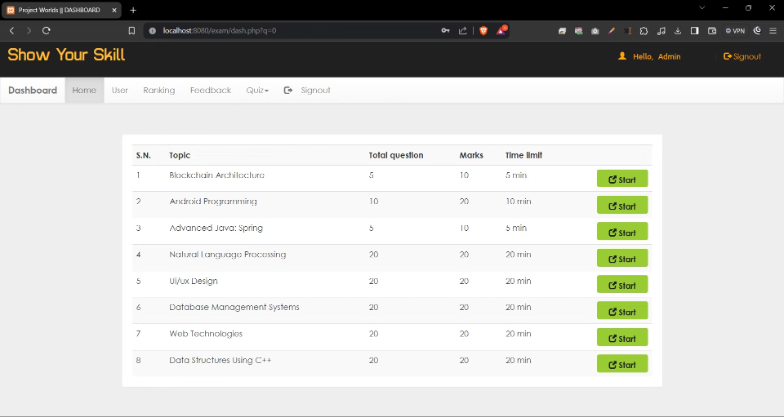 Project Worlds || DASHBOARD
localhost:8080/exam/dash.php?q=0
VPN
Show Your Skill
Hello, Admin
Signout
Dashboard Home User Ranking Feedback Quiz Signout
S.N. Topic Total question Marks Time limit
1 Blockchain Architecture 5 10 5 min Start
2 Android Programming 10 20 10 min Start
3 Advanced Java: Spring 5 10 5 min Start
4 Natural Language Processing 20 20 20 min Start
5 Ui/ux Design 20 20 20 min Start
6 Database Management Systems 20 20 20 min Start
7 Web Technologies 20 20 20 min Start
8 Data Structures Using C++ 20 20 20 min Start